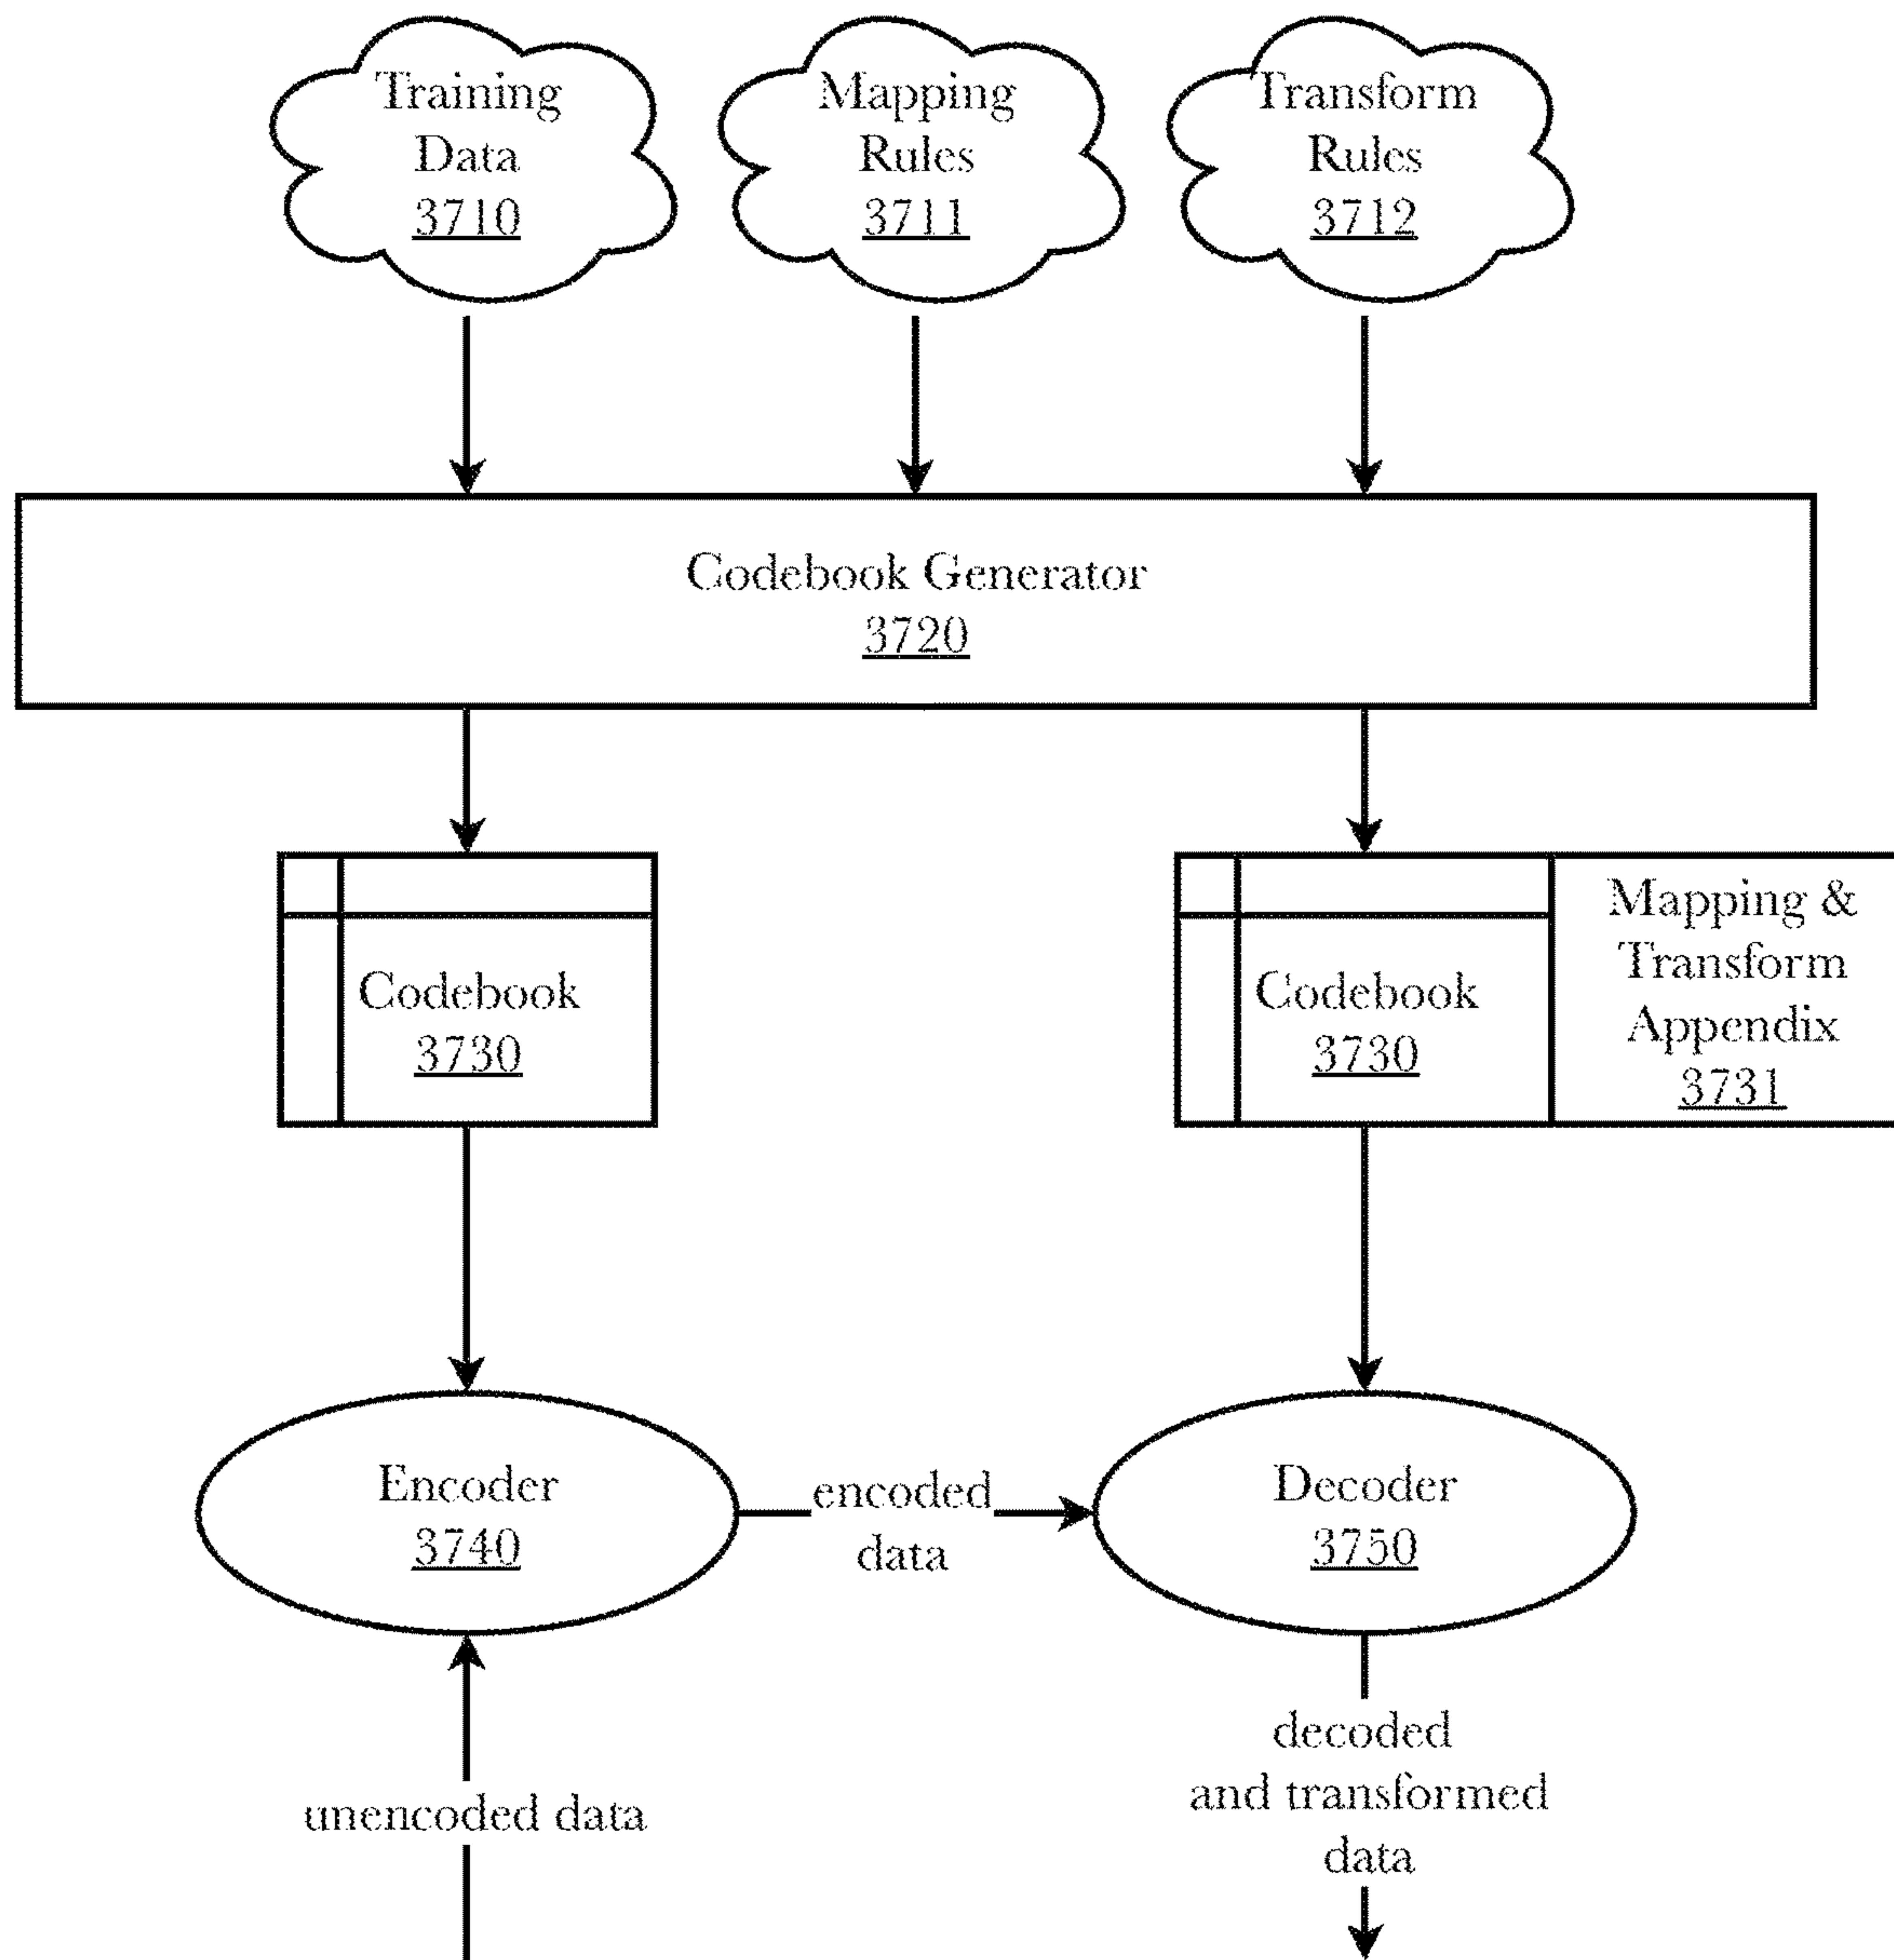 Training
Data
3710
Mapping
Rules
3711
Transform
Rules
3712
Codebook Generator
3720
Codebook
3730
Codebook
3730
Mapping &
Transform
Appendix
3731
Encoder
3740
encoded
data
Decoder
3750
unencoded data
decoded
and transformed
data